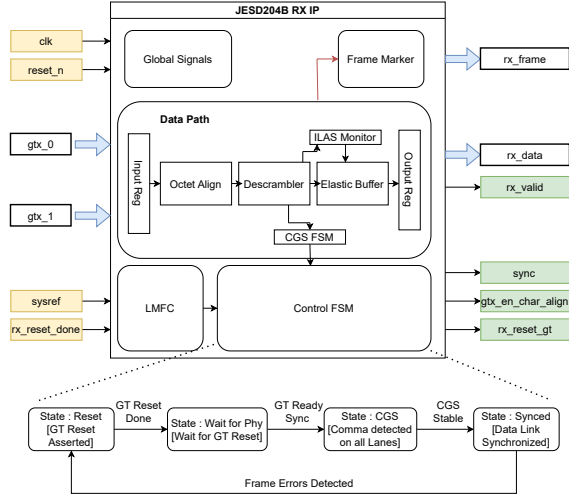 JESD204B RX IP
clk
reset_n
Global Signals
Frame Marker
rx_frame
Data Path
ILAS Monitor
gtx_0
Input Reg
Octet Align
Descrambler
Elastic Buffer
Output Reg
rx_data
rx_valid
gtx_1
CGS FSM
sysref
rx_reset_done
LMFC
Control FSM
sync
gtx_en_char_align
rx_reset_gt
State : Reset
[GT Reset
Asserted]
GT Reset
Done
State : Wait for Phy
[Wait for GT Reset]
GT Ready
Sync
State : CGS
[Comma detected
on all Lanes]
CGS
Stable
State : Synced
[Data Link
Synchronized]
Frame Errors Detected